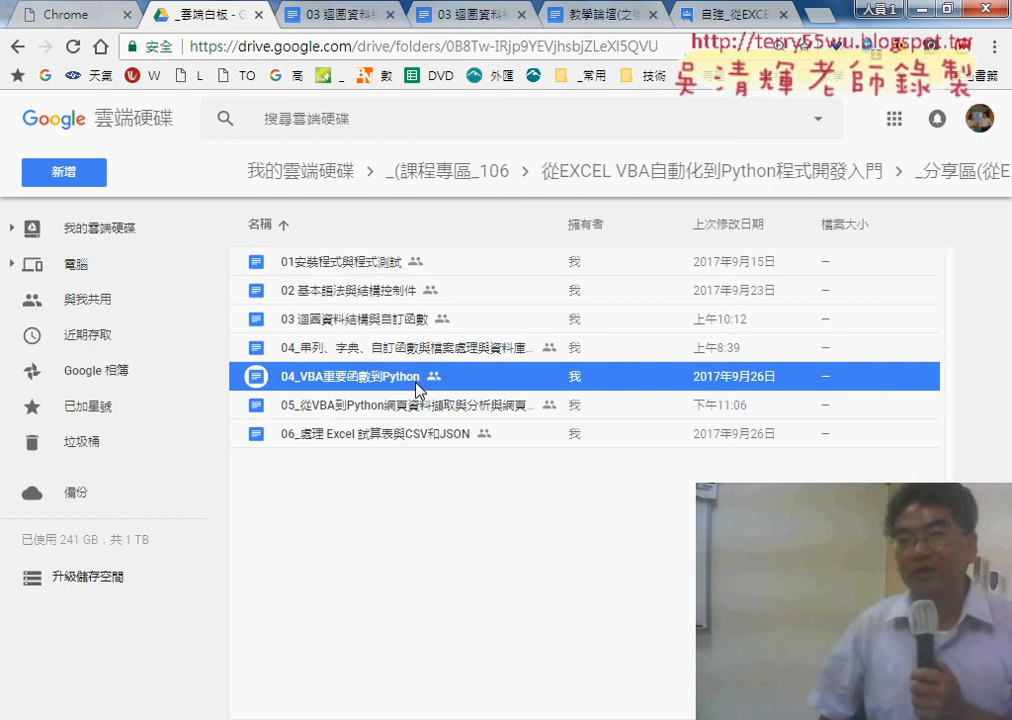 Chrome
_雲端白板 - G
03 迴圈資料
03 迴圈資料
教學論壇(之後
自強_從EXCE
人員 1
安全
https://drive.google.com/drive/folders/0B8Tw-IRjp9YEVjhsbjZLeXl5QVU
http://terry55wu.blogspot.tw
天氣
W
L
TO
高
_
數
DVD
外匯
_常用
技術
書籤
吳清輝老師錄製
Google 雲端硬碟
搜尋雲端硬碟
新增
我的雲端硬碟 > _(課程專區_106 > 從EXCEL VBA自動化到Python程式開發入門 > _分享區(從E
名稱
擁有者
上次修改日期
檔案大小
我的雲端硬碟
電腦
與我共用
近期存取
Google 相簿
已加星號
垃圾桶
備份
已使用 241 GB，共 1 TB
升級儲存空間
01安裝程式與程式測試 我 2017年9月15日 –
02 基本語法與結構控制件 我 2017年9月23日 –
03 迴圈資料結構與自訂函數 我 上午10:12 –
04_串列、字典、自訂函數與檔案處理與資料庫... 我 上午8:39 –
04_VBA重要函數到Python 我 2017年9月26日 –
05_從VBA到Python網頁資料擷取與分析與網頁... 我 下午11:06 –
06_處理 Excel 試算表與CSV和JSON 我 2017年9月26日 –